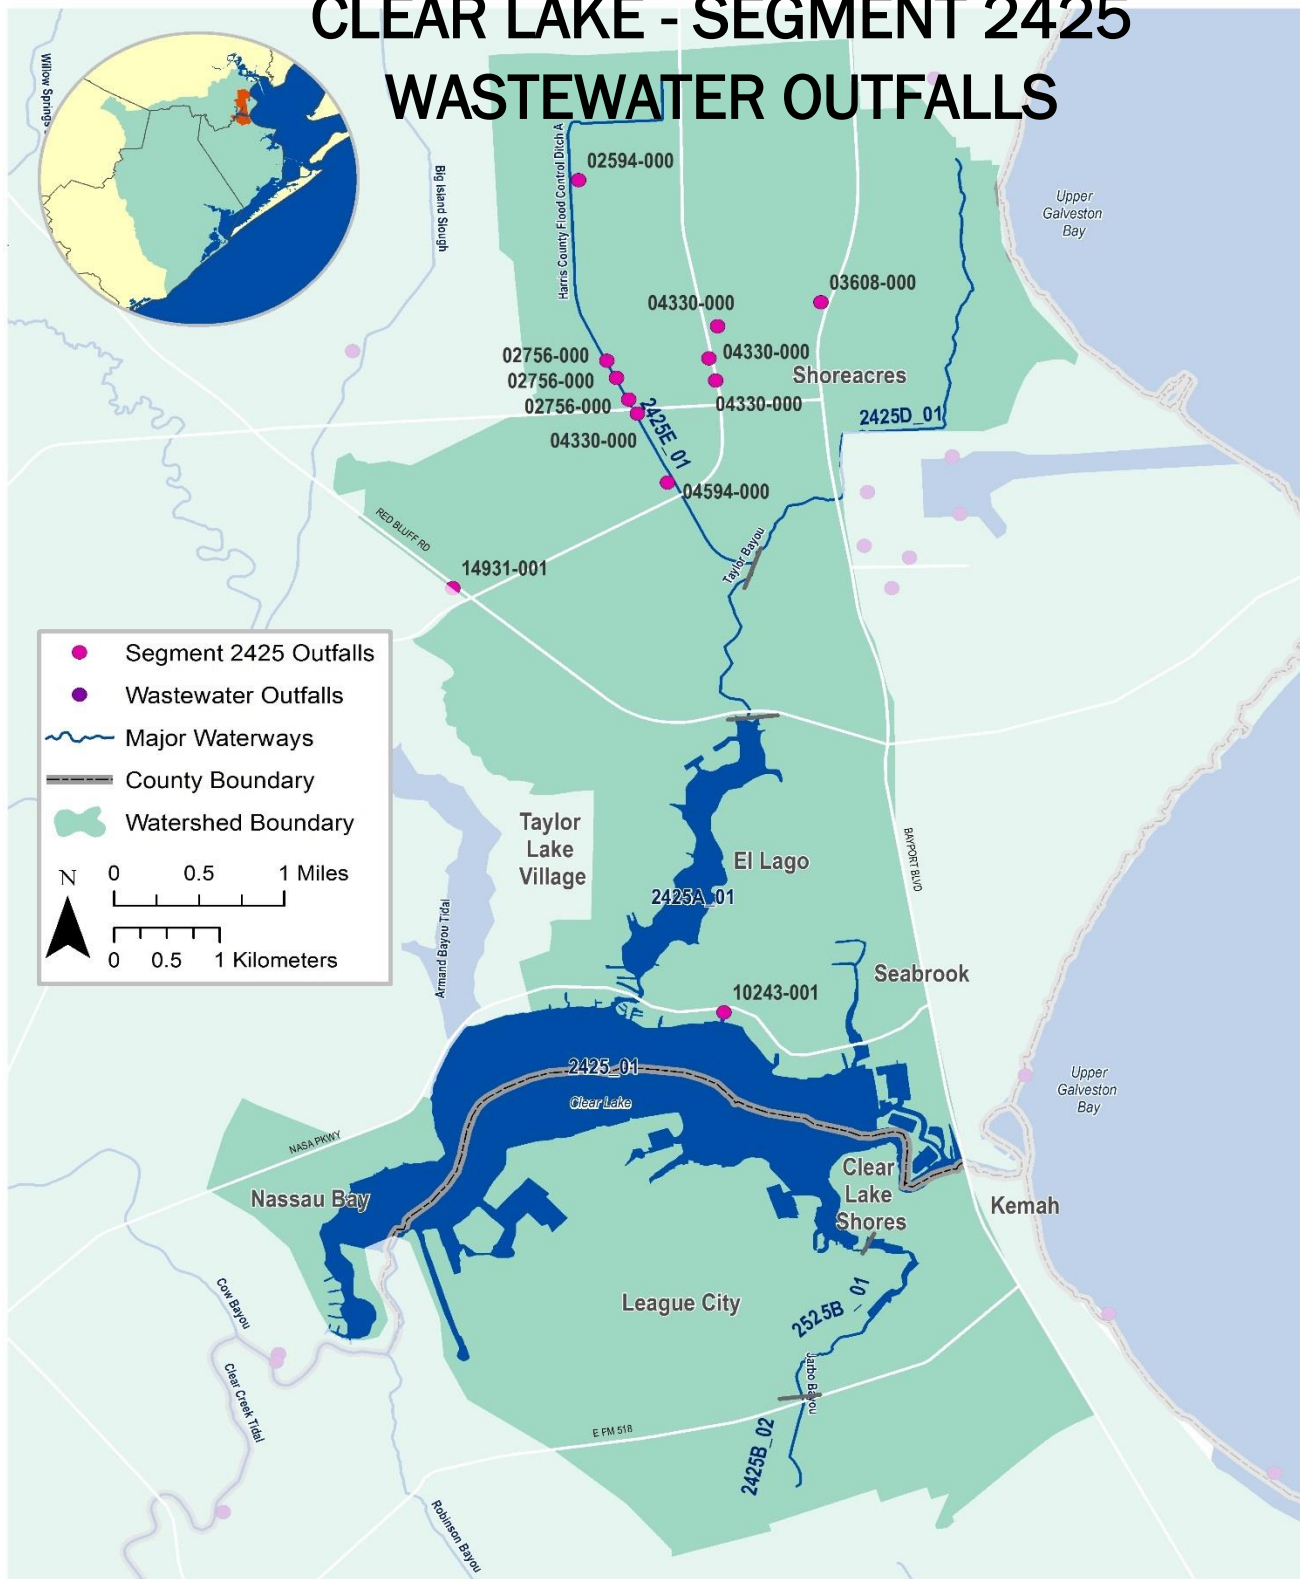 CLEAR LAKE - SEGMENT 2425
WASTEWATER OUTFALLS
Willow Springs
Big Island Slough
Harris County Flood Control Ditch A
02594-000
Upper
Galveston
Bay
03608-000
04330-000
02756-000
04330-000
02756-000
Shoreacres
02756-000
04330-000
04330-000
2425E_01
2425D_01
04594-000
RED BLUFF RD
Taylor Bayou
14931-001
Segment 2425 Outfalls
Wastewater Outfalls
Major Waterways
County Boundary
Watershed Boundary
N
0 0.5 1 Miles
0 0.5 1 Kilometers
Taylor
Lake
Village
El Lago
BAYPORT BLVD
2425A_01
Armand Bayou Tidal
Seabrook
10243-001
2425_01
Clear Lake
Upper
Galveston
Bay
NASA PKWY
Nassau Bay
Clear
Lake
Shores
Kemah
Cow Bayou
League City
2525B _01
Clear Creek Tidal
Jarbo Bayou
E FM 518
2425B_02
Robinson Bayou